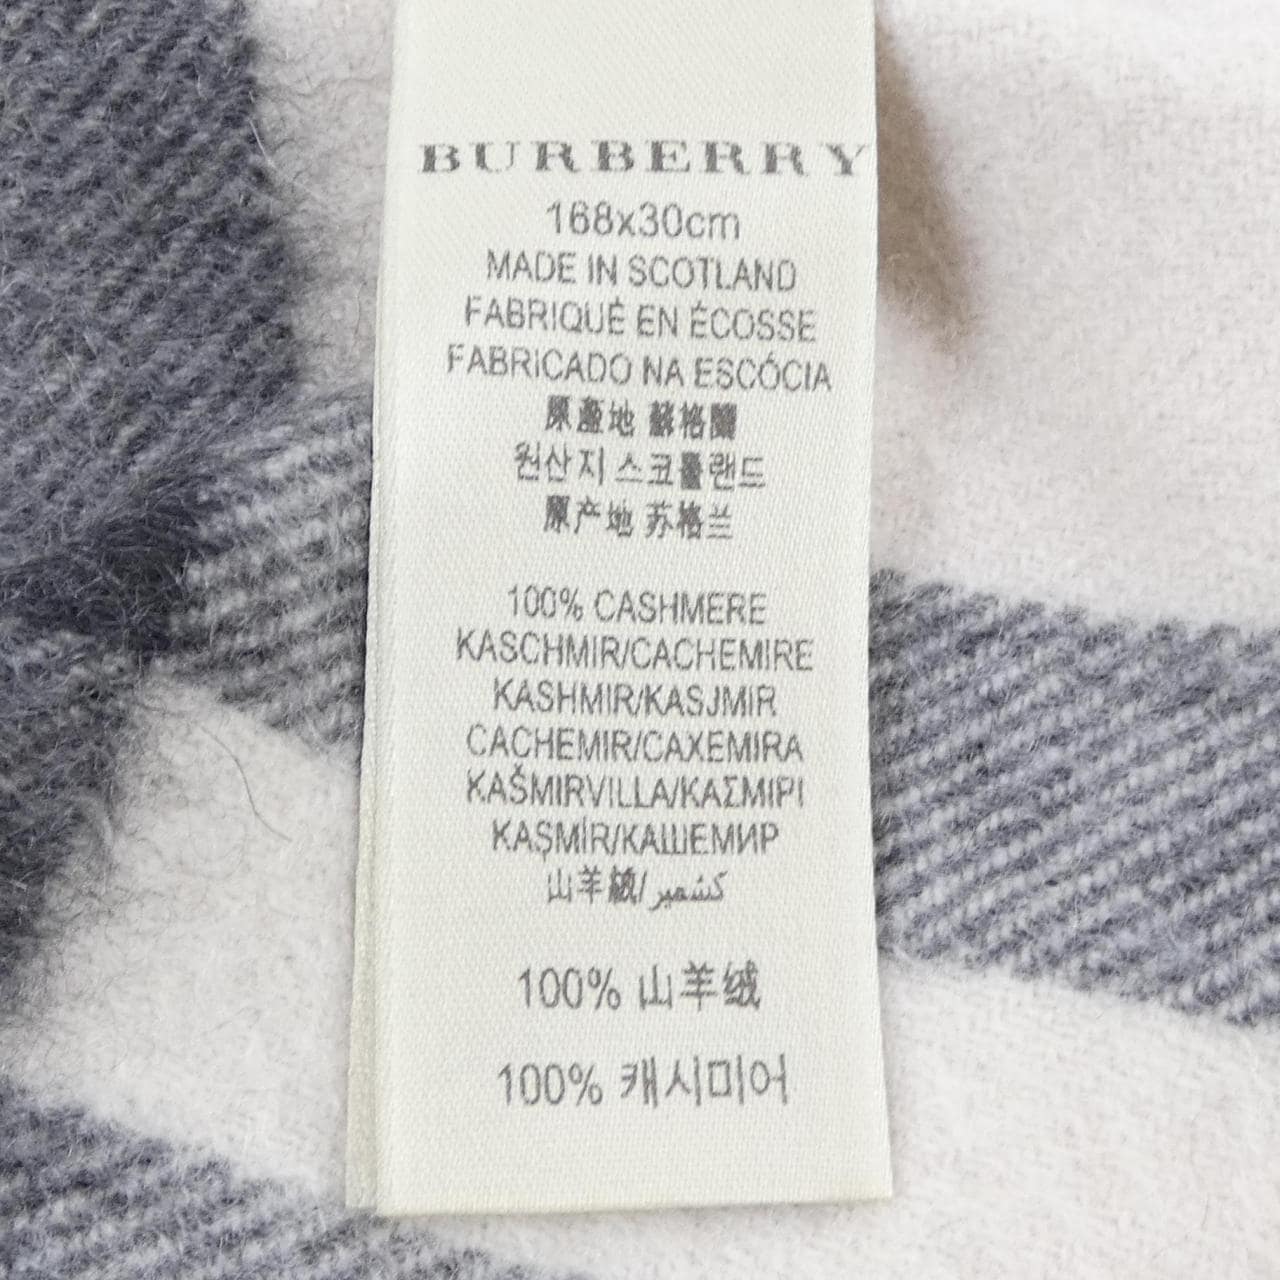 BURBERRY
168x30cm
MADE IN SCOTLAND
FABRIQUÉ EN ÉCOSSE
FABRICADO NA ESCÓCIA
原產地 蘇格蘭
원산지 스코틀랜드
原产地 苏格兰
100% CASHMERE
KASCHMIR/CACHEMIRE
KASHMIR/KASJMIR
CACHEMIR/CAXEMIRA
KAŠMIRVILLA/ΚΑΣΜΙΡΙ
KAŞMİR/КАШЕМИР
山羊絨/كشمير
100% 山羊绒
100% 캐시미어